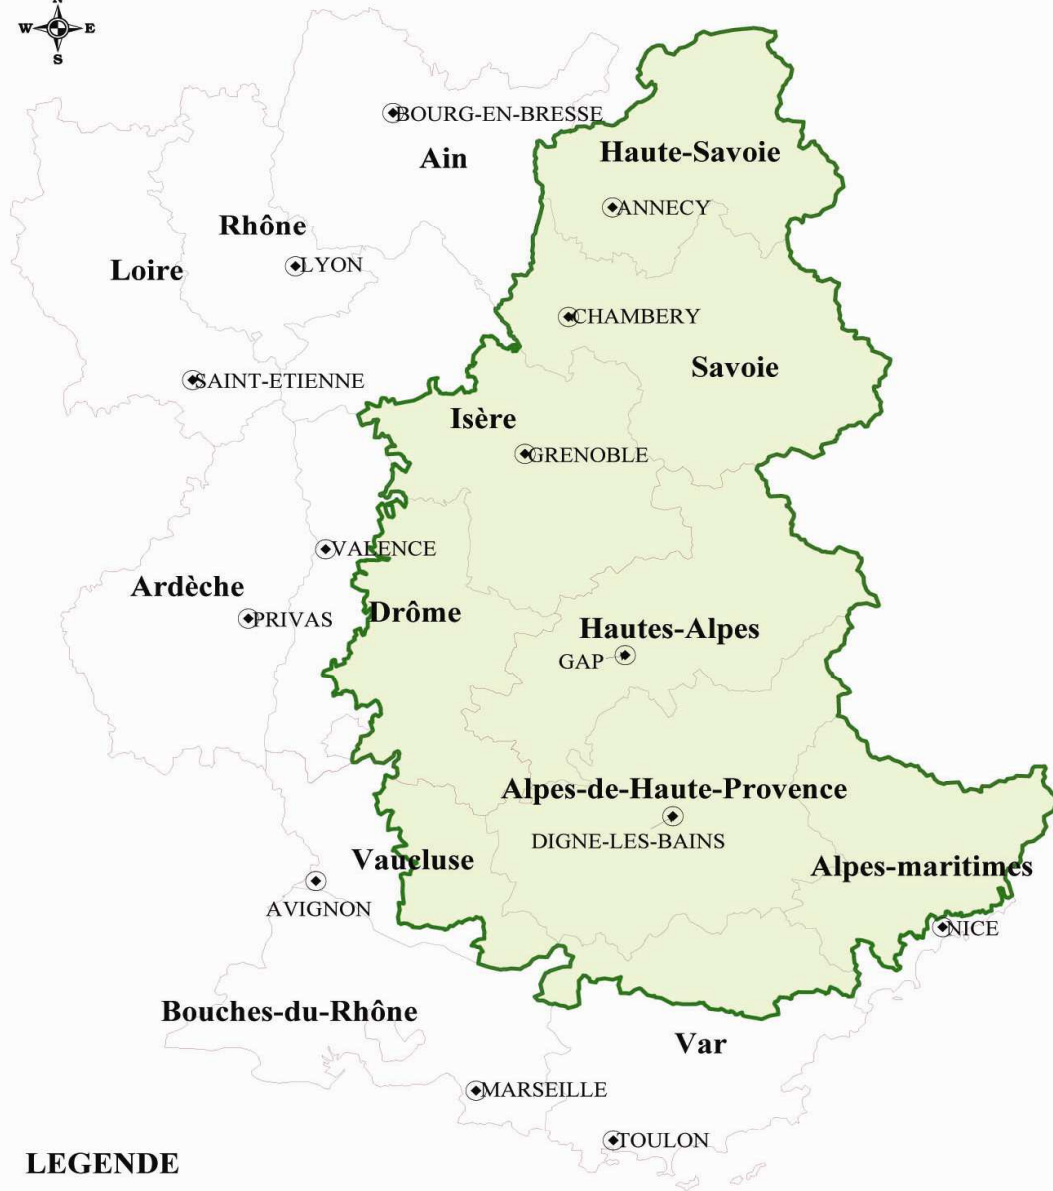 N
W E
S
BOURG-EN-BRESSE
Ain
Haute-Savoie
ANNECY
Rhône
LYON
Loire
CHAMBERY
Savoie
SAINT-ETIENNE
Isère
GRENOBLE
VALENCE
Ardèche
PRIVAS
Drôme
Hautes-Alpes
GAP
Alpes-de-Haute-Provence
DIGNE-LES-BAINS
Vaucluse
Alpes-maritimes
AVIGNON
NICE
Bouches-du-Rhône
Var
MARSEILLE
TOULON
LEGENDE